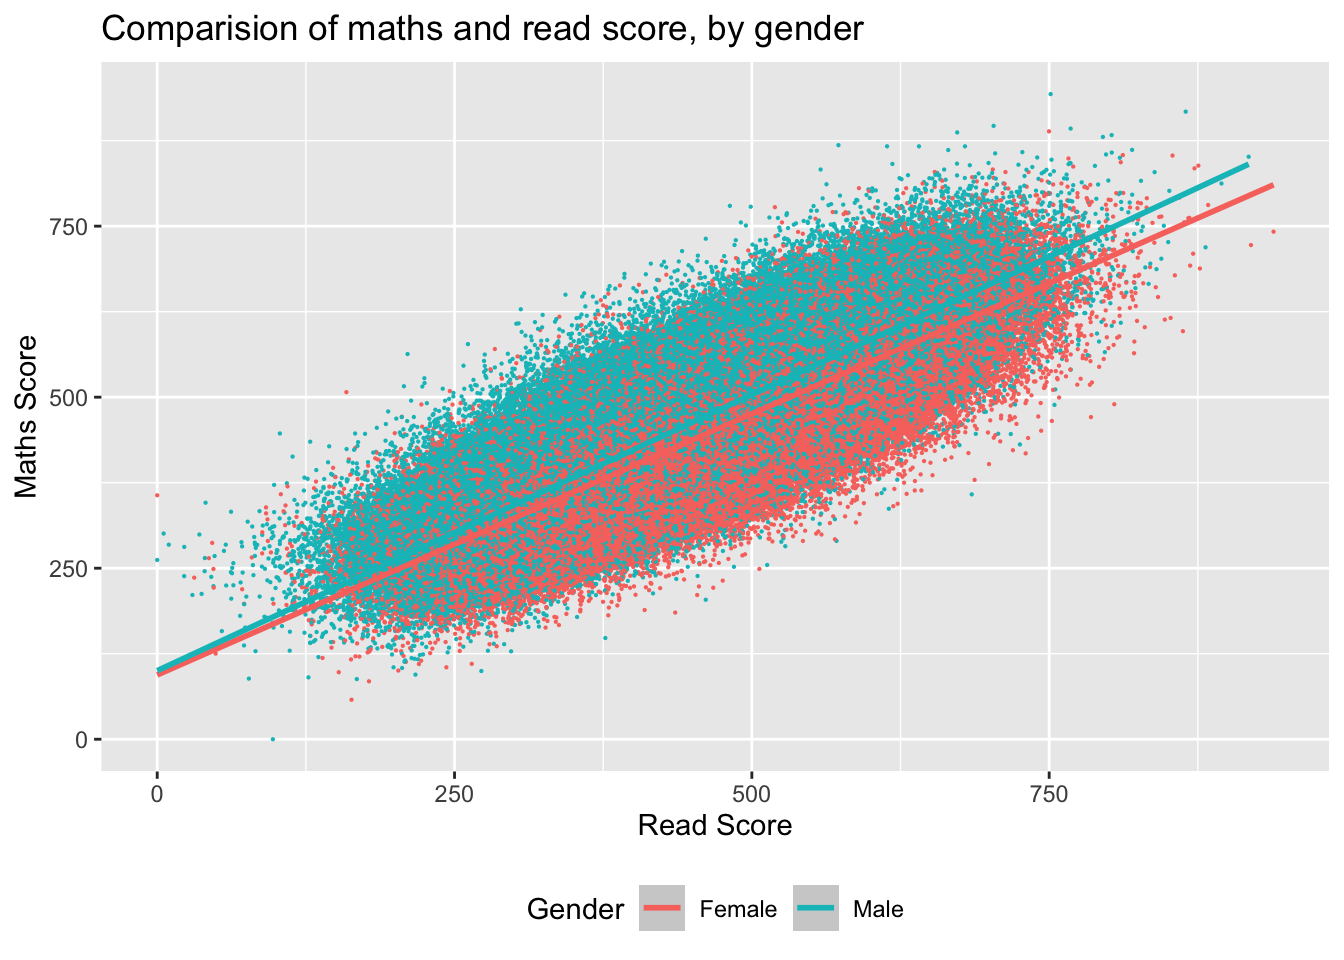 Comparision of maths and read score, by gender
Maths Score
750
500
250
0
0 250 500 750
Read Score
Gender Female Male